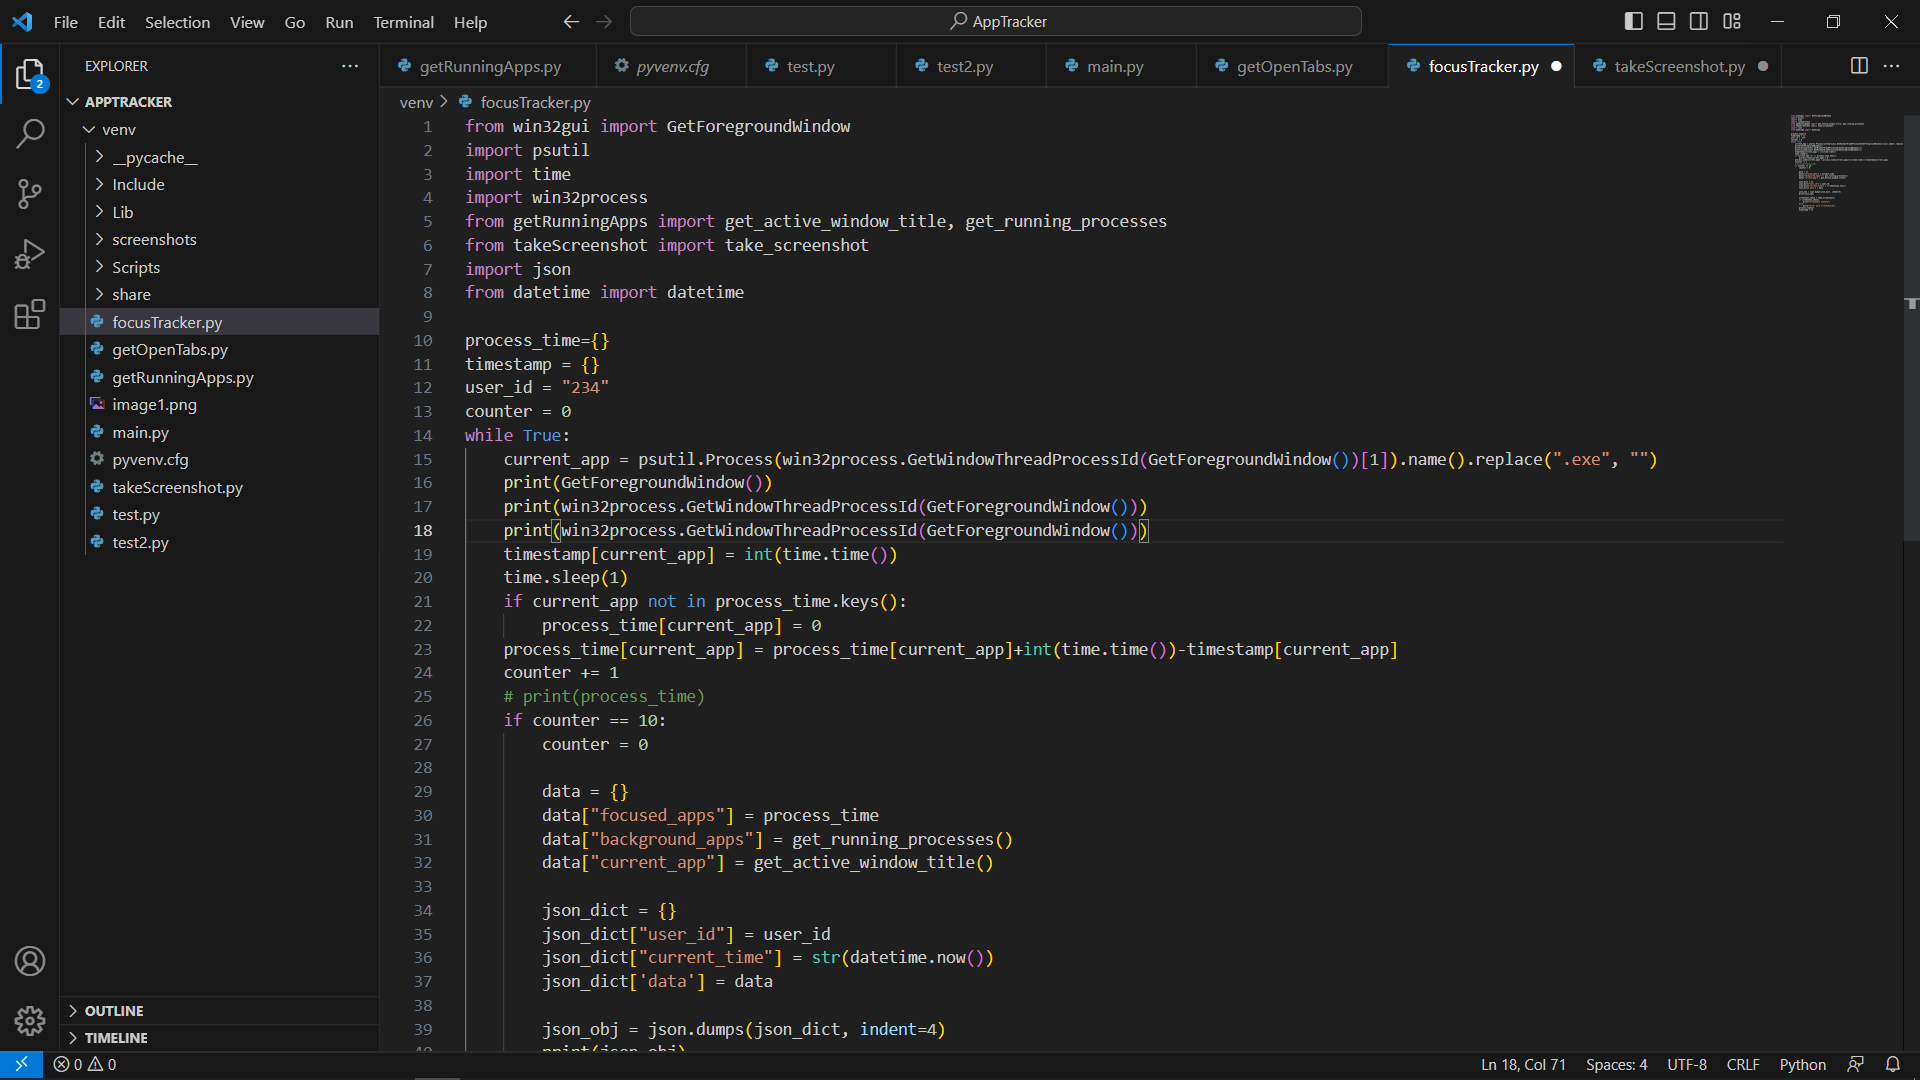 File Edit Selection View Go Run Terminal Help
AppTracker
EXPLORER
APPTRACKER
venv
__pycache__
Include
Lib
screenshots
Scripts
share
focusTracker.py
getOpenTabs.py
getRunningApps.py
image1.png
main.py
pyvenv.cfg
takeScreenshot.py
test.py
test2.py
OUTLINE
TIMELINE
2
getRunningApps.py pyvenv.cfg test.py test2.py main.py getOpenTabs.py focusTracker.py takeScreenshot.py
venv > focusTracker.py
1 from win32gui import GetForegroundWindow
2 import psutil
3 import time
4 import win32process
5 from getRunningApps import get_active_window_title, get_running_processes
6 from takeScreenshot import take_screenshot
7 import json
8 from datetime import datetime
9
10 process_time={}
11 timestamp = {}
12 user_id = "234"
13 counter = 0
14 while True:
15 current_app = psutil.Process(win32process.GetWindowThreadProcessId(GetForegroundWindow())[1]).name().replace(".exe", "")
16 print(GetForegroundWindow())
17 print(win32process.GetWindowThreadProcessId(GetForegroundWindow()))
18 print(win32process.GetWindowThreadProcessId(GetForegroundWindow()))
19 timestamp[current_app] = int(time.time())
20 time.sleep(1)
21 if current_app not in process_time.keys():
22 process_time[current_app] = 0
23 process_time[current_app] = process_time[current_app]+int(time.time())-timestamp[current_app]
24 counter += 1
25 # print(process_time)
26 if counter == 10:
27 counter = 0
28
29 data = {}
30 data["focused_apps"] = process_time
31 data["background_apps"] = get_running_processes()
32 data["current_app"] = get_active_window_title()
33
34 json_dict = {}
35 json_dict["user_id"] = user_id
36 json_dict["current_time"] = str(datetime.now())
37 json_dict['data'] = data
38
39 json_obj = json.dumps(json_dict, indent=4)
40 print(json_obj)
0 0
Ln 18, Col 71 Spaces: 4 UTF-8 CRLF Python